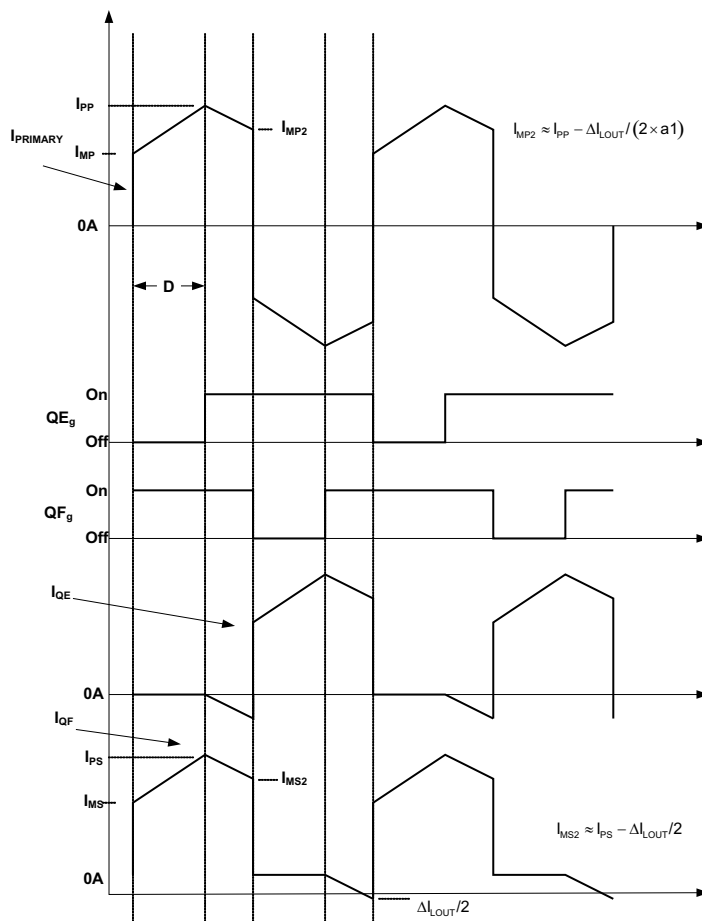 I_PP
I_PRIMARY
I_MP
I_MP2
I_MP2 ≈ I_PP − ΔI_LOUT/(2 × a1)
0A
D
On
QE_g
Off
On
QF_g
Off
I_QE
0A
I_QF
I_PS
I_MS
I_MS2
I_MS2 ≈ I_PS − ΔI_LOUT/2
0A
ΔI_LOUT/2